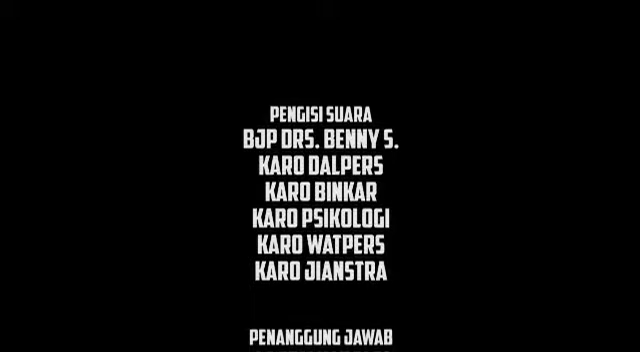 PENGISI SUARA
BJP DRS. BENNY S.
KARO DALPERS
KARO BINKAR
KARO PSIKOLOGI
KARO WATPERS
KARO JIANSTRA
PENANGGUNG JAWAB